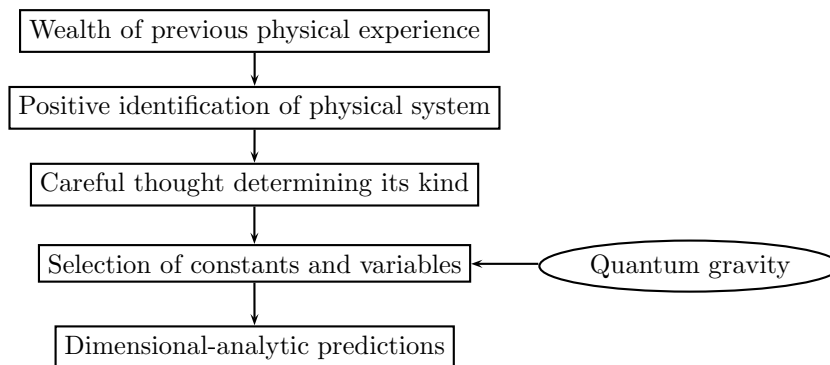 Wealth of previous physical experience
Positive identification of physical system
Careful thought determining its kind
Selection of constants and variables
Quantum gravity
Dimensional-analytic predictions